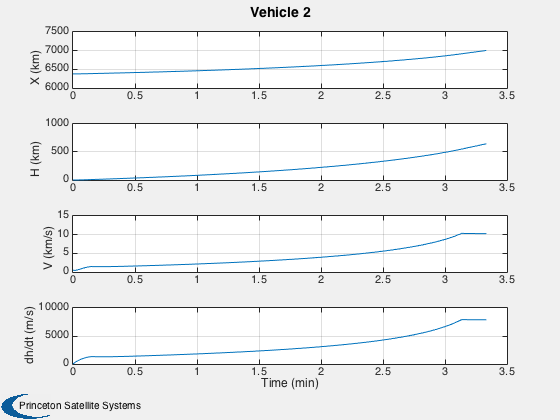 Vehicle 2
7500
7000
6500
6000
X (km)
0 0.5 1 1.5 2 2.5 3 3.5
1000
500
0
H (km)
0 0.5 1 1.5 2 2.5 3 3.5
15
10
5
0
V (km/s)
0 0.5 1 1.5 2 2.5 3 3.5
10000
5000
0
dh/dt (m/s)
0 0.5 1 1.5 2 2.5 3 3.5
Time (min)
Princeton Satellite Systems